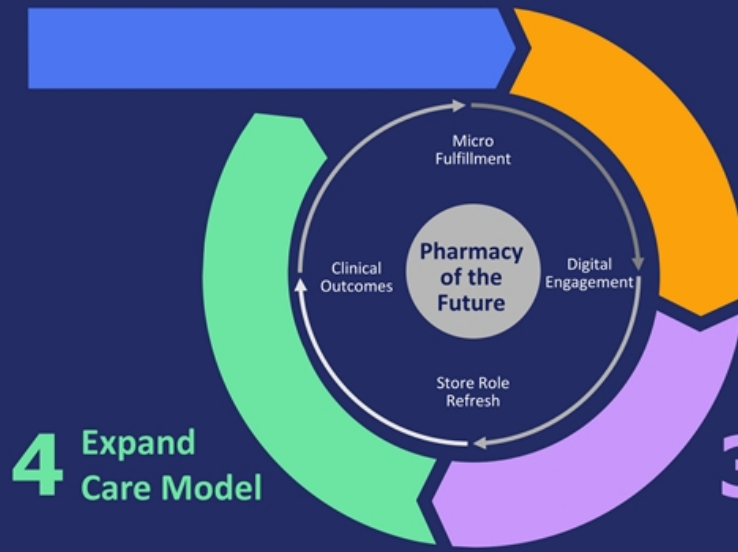 Micro
Fulfillment
Pharmacy
of the
Future
Clinical
Outcomes
Digital
Engagement
Store Role
Refresh
4 Expand
Care Model